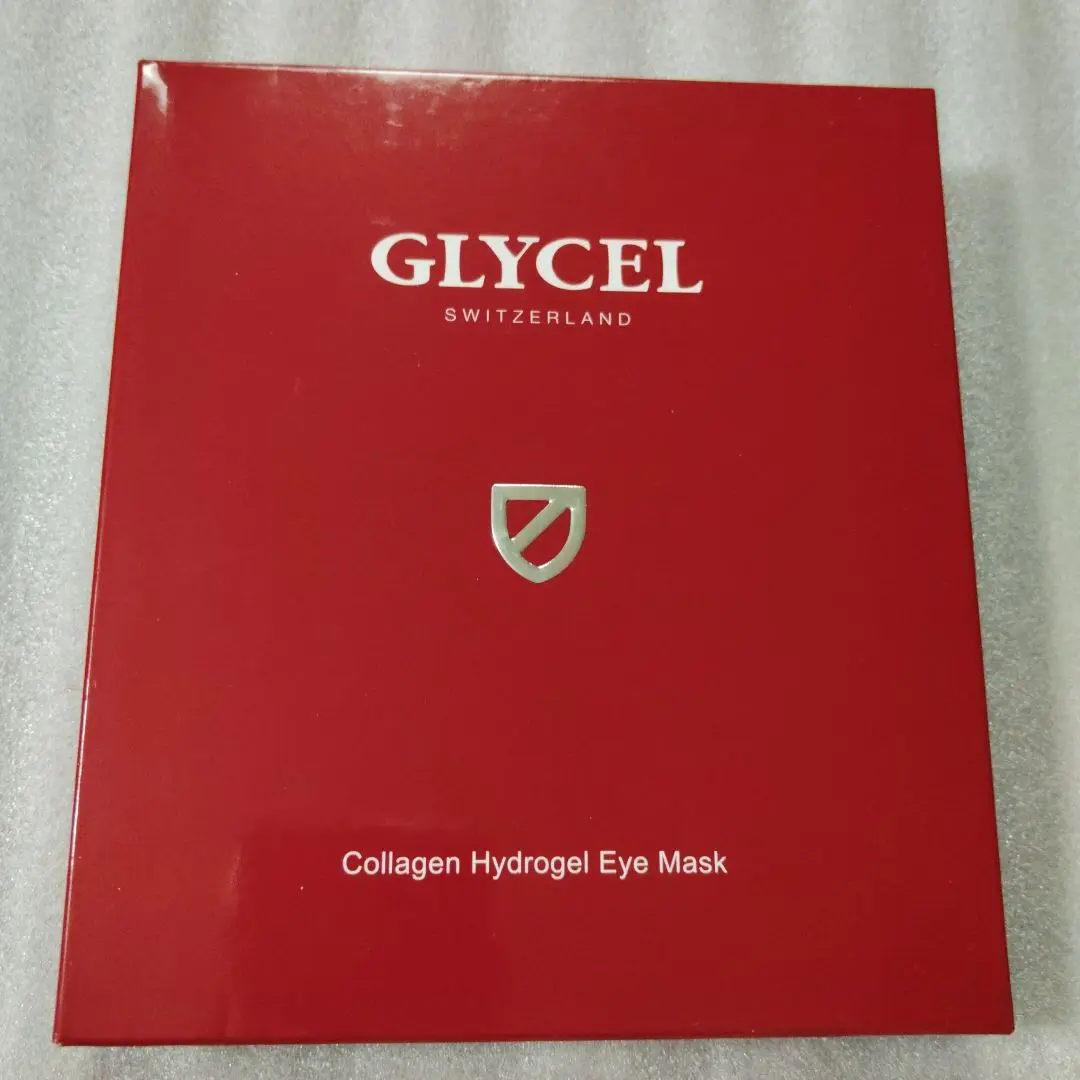 GLYCEL
SWITZERLAND
Collagen Hydrogel Eye Mask